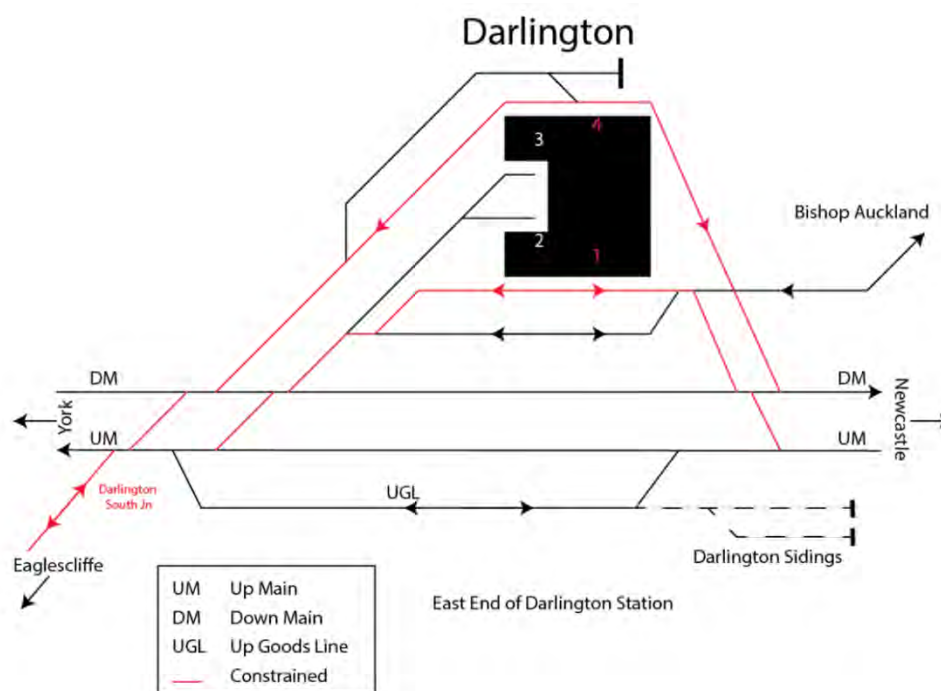 Darlington
4
3
Bishop Auckland
2
1
DM
DM
York
Newcastle
UM
UM
Darlington
South Jn
UGL
Eaglescliffe
Darlington Sidings
UM Up Main
DM Down Main
UGL Up Goods Line
Constrained
East End of Darlington Station